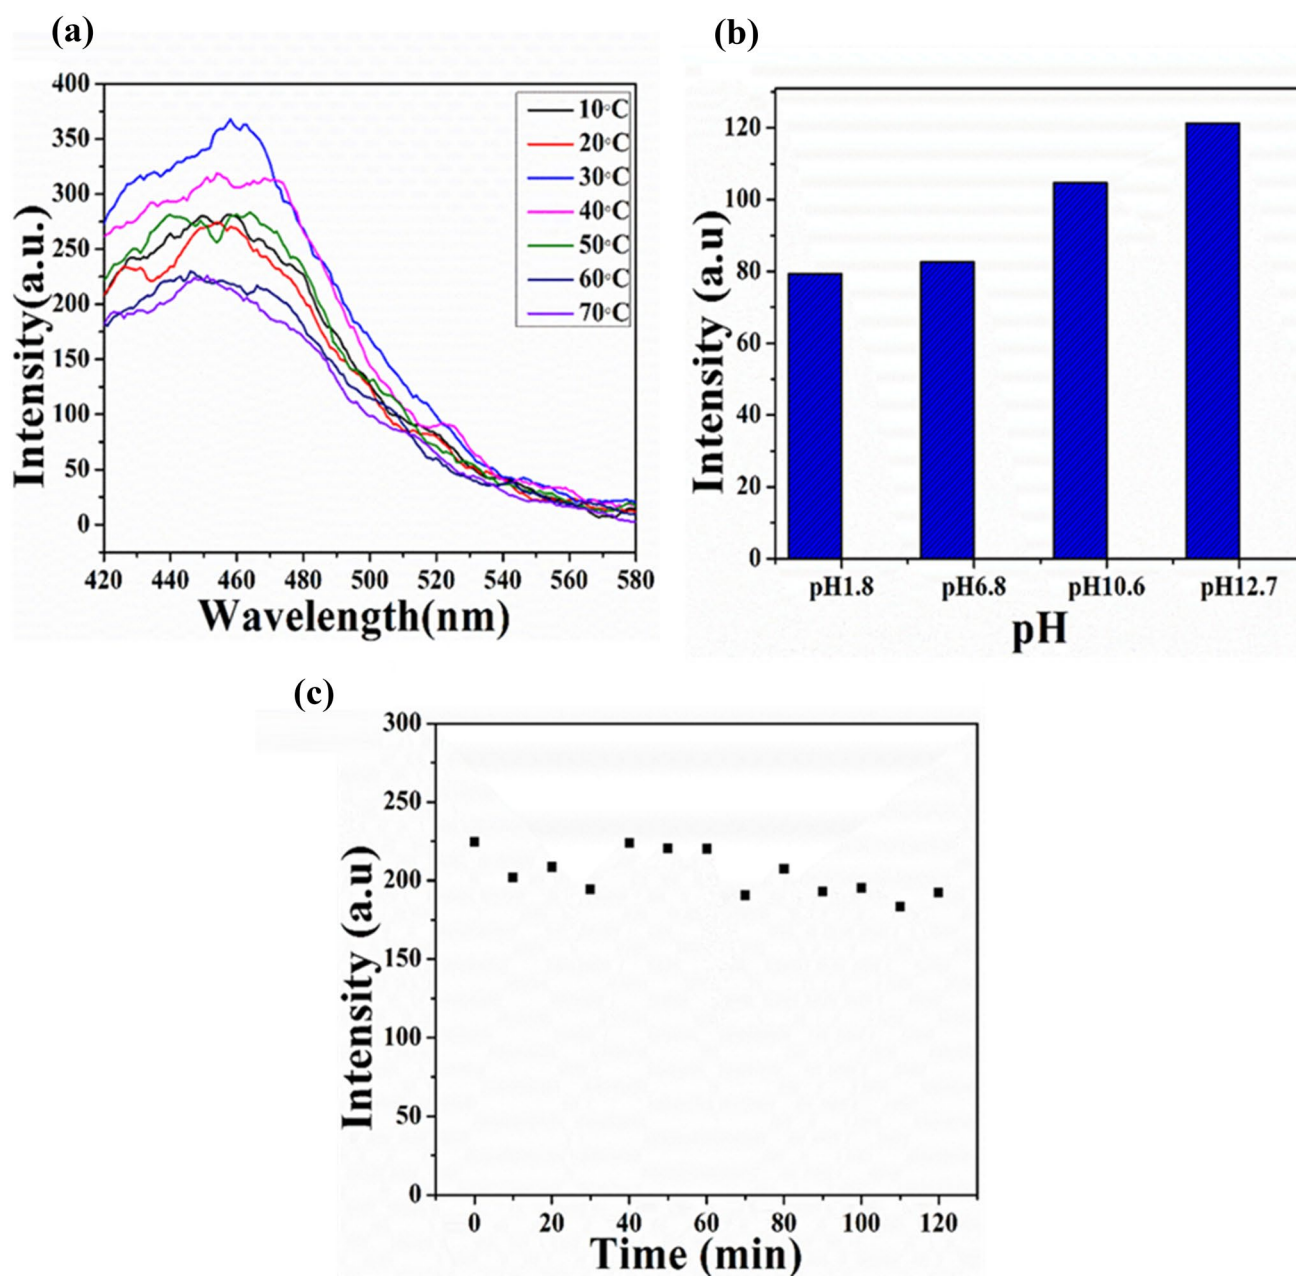 (a)
400
350
300
250
200
150
100
50
0
Intensity(a.u.)
420 440 460 480 500 520 540 560 580
Wavelength(nm)
10°C
20°C
30°C
40°C
50°C
60°C
70°C
(b)
120
100
80
60
40
20
0
Intensity (a.u)
pH1.8 pH6.8 pH10.6 pH12.7
pH
(c)
300
250
200
150
100
50
0
Intensity (a.u)
0 20 40 60 80 100 120
Time (min)